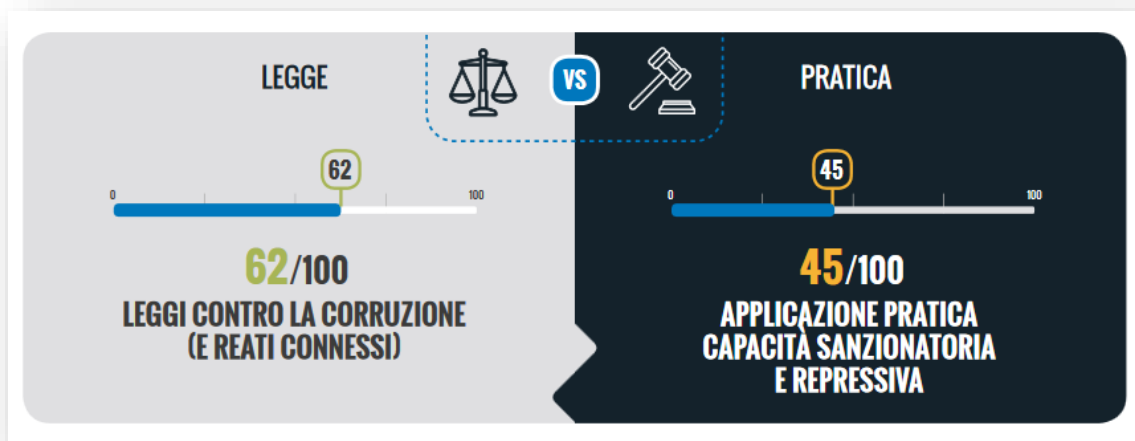 LEGGE
VS
PRATICA
62
0
100
45
0
100
62/100
LEGGI CONTRO LA CORRUZIONE
(E REATI CONNESSI)
45/100
APPLICAZIONE PRATICA
CAPACITÀ SANZIONATORIA
E REPRESSIVA